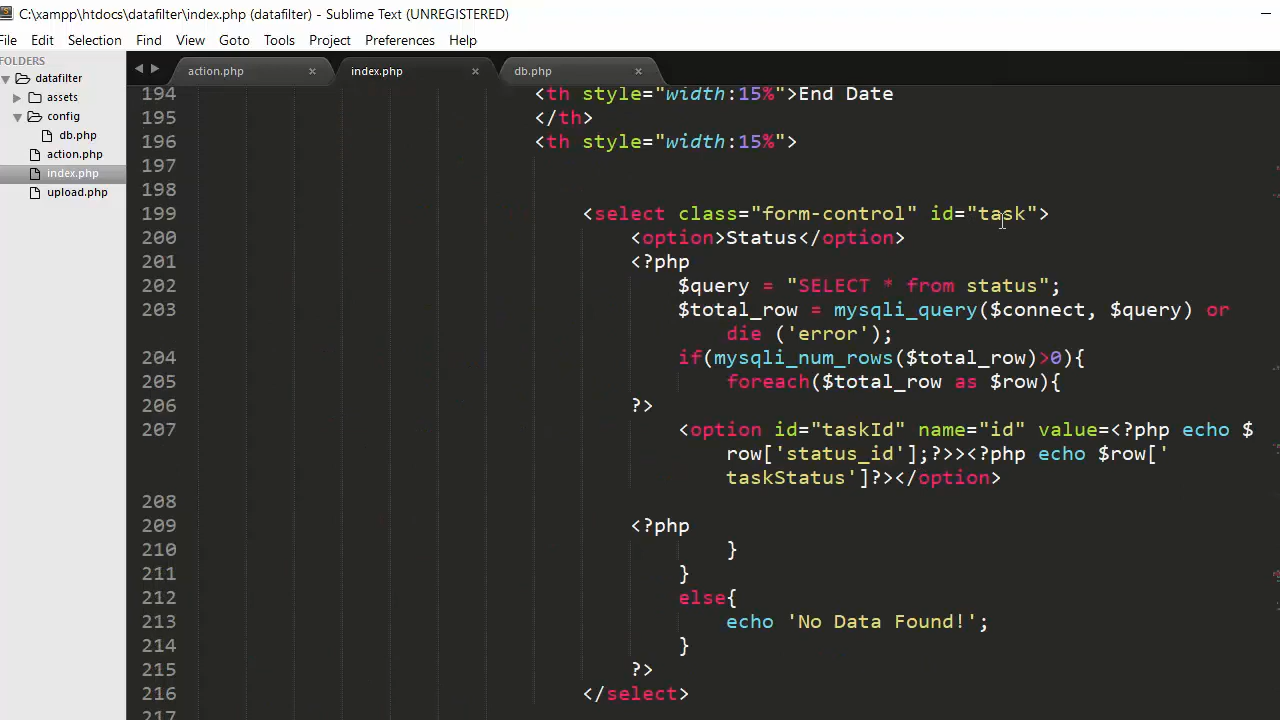 C:\xampp\htdocs\datafilter\index.php (datafilter) - Sublime Text (UNREGISTERED)
File Edit Selection Find View Goto Tools Project Preferences Help
FOLDERS
datafilter
assets
config
db.php
action.php
index.php
upload.php
action.php × index.php × db.php ×
194 <th style="width:15%">End Date
195 </th>
196 <th style="width:15%">
197
198
199 <select class="form-control" id="task">
200 <option>Status</option>
201 <?php
202 $query = "SELECT * from status";
203 $total_row = mysqli_query($connect, $query) or
die ('error');
204 if(mysqli_num_rows($total_row)>0){
205 foreach($total_row as $row){
206 ?>
207 <option id="taskId" name="id" value=<?php echo $
row['status_id'];?>><?php echo $row['
taskStatus']?></option>
208
209 <?php
210 }
211 }
212 else{
213 echo 'No Data Found!';
214 }
215 ?>
216 </select>
217